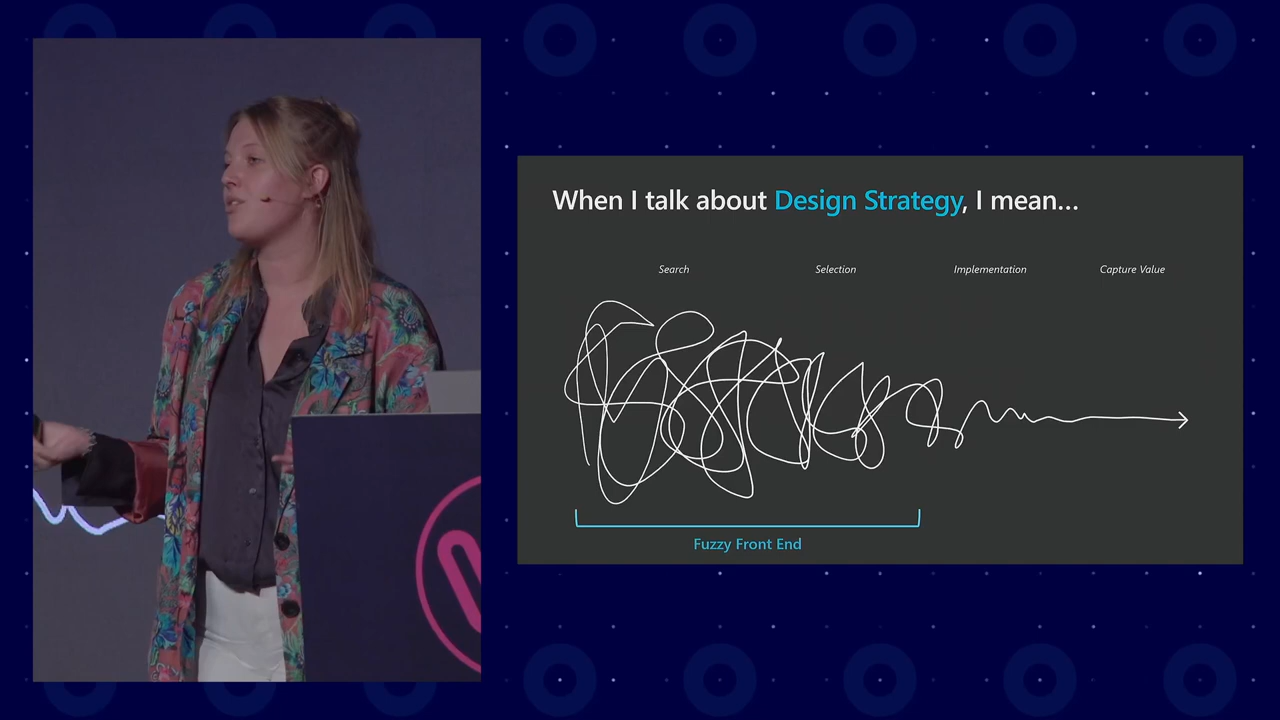 When I talk about Design Strategy, I mean...
Search Selection Implementation Capture Value
Fuzzy Front End